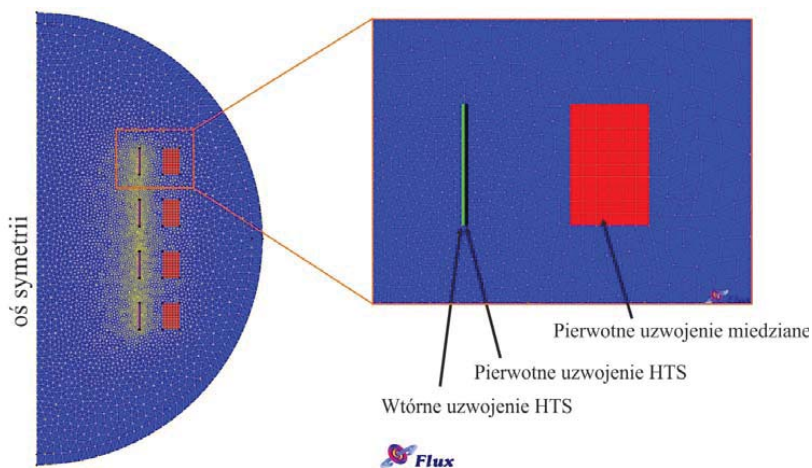 oś symetrii
Pierwotne uzwojenie miedziane
Pierwotne uzwojenie HTS
Wtórne uzwojenie HTS
Flux